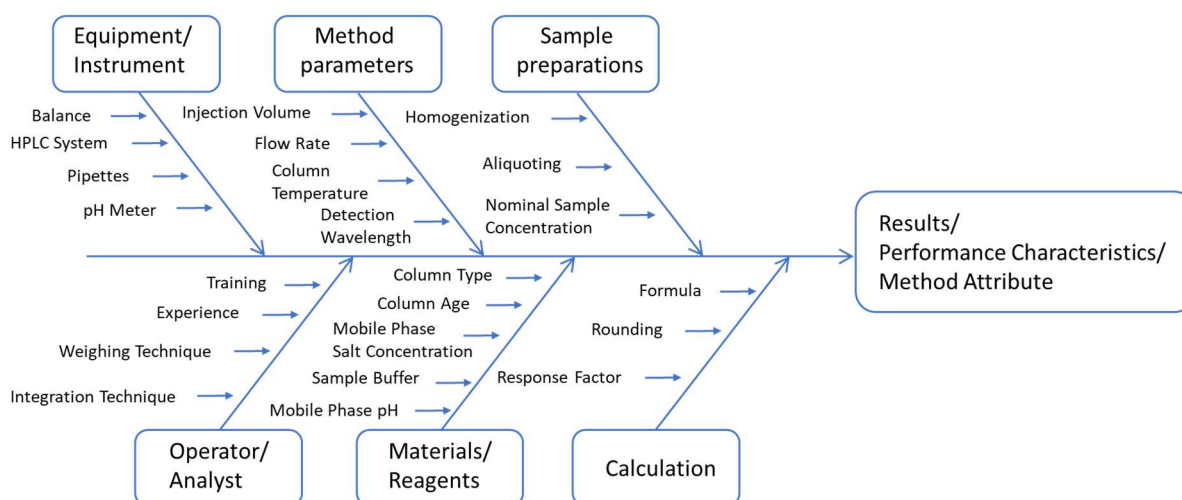 Equipment/
Instrument
Method
parameters
Sample
preparations
Balance
HPLC System
Pipettes
pH Meter
Injection Volume
Flow Rate
Column
Temperature
Detection
Wavelength
Homogenization
Aliquoting
Nominal Sample
Concentration
Results/
Performance Characteristics/
Method Attribute
Training
Experience
Weighing Technique
Integration Technique
Column Type
Column Age
Mobile Phase
Salt Concentration
Sample Buffer
Mobile Phase pH
Formula
Rounding
Response Factor
Operator/
Analyst
Materials/
Reagents
Calculation